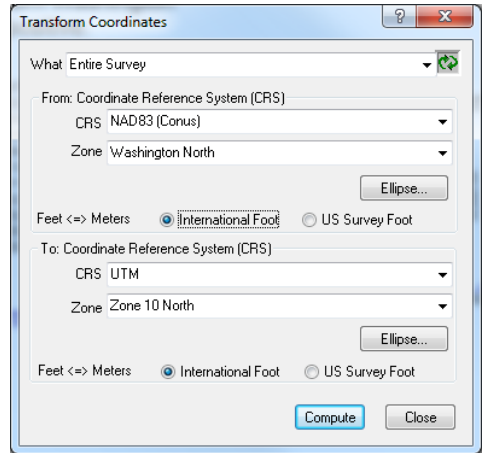 Transform Coordinates
What Entire Survey
From: Coordinate Reference System (CRS)
CRS NAD83 (Conus)
Zone Washington North
Ellipse...
Feet <=> Meters International Foot US Survey Foot
To: Coordinate Reference System (CRS)
CRS UTM
Zone Zone 10 North
Ellipse...
Feet <=> Meters International Foot US Survey Foot
Compute Close